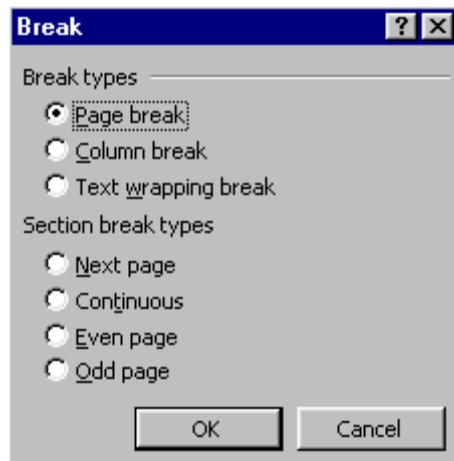 Break
Break types
Page break
Column break
Text wrapping break
Section break types
Next page
Continuous
Even page
Odd page
OK Cancel